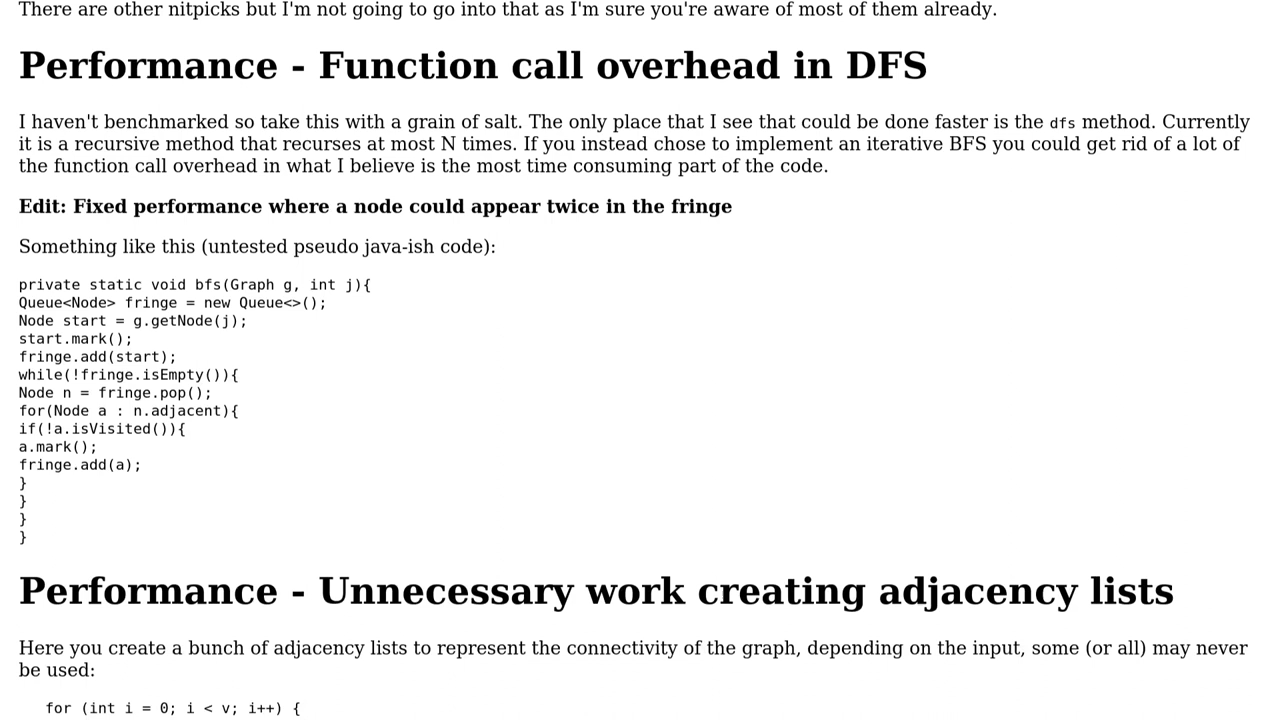 There are other nitpicks but I'm not going to go into that as I'm sure you're aware of most of them already.
Performance - Function call overhead in DFS
I haven't benchmarked so take this with a grain of salt. The only place that I see that could be done faster is the dfs method. Currently
it is a recursive method that recurses at most N times. If you instead chose to implement an iterative BFS you could get rid of a lot of
the function call overhead in what I believe is the most time consuming part of the code.
Edit: Fixed performance where a node could appear twice in the fringe
Something like this (untested pseudo java-ish code):
private static void bfs(Graph g, int j){
Queue<Node> fringe = new Queue<>();
Node start = g.getNode(j);
start.mark();
fringe.add(start);
while(!fringe.isEmpty()){
Node n = fringe.pop();
for(Node a : n.adjacent){
if(!a.isVisited()){
a.mark();
fringe.add(a);
}
}
}
}
Performance - Unnecessary work creating adjacency lists
Here you create a bunch of adjacency lists to represent the connectivity of the graph, depending on the input, some (or all) may never
be used:
for (int i = 0; i < v; i++) {